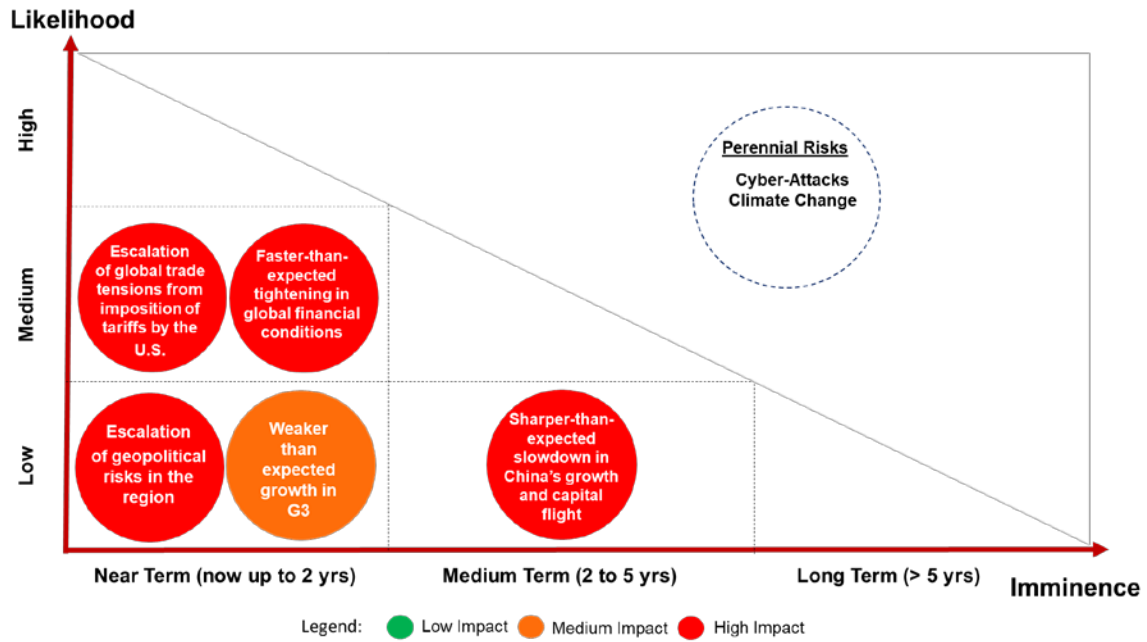 Likelihood
High
Perennial Risks
Cyber-Attacks
Climate Change
Medium
Escalation
of global trade
tensions from
imposition of
tariffs by the
U.S.
Faster-than-
expected
tightening in
global financial
conditions
Low
Escalation
of geopolitical
risks in the
region
Weaker
than
expected
growth in
G3
Sharper-than-
expected
slowdown in
China's growth
and capital
flight
Near Term (now up to 2 yrs)
Medium Term (2 to 5 yrs)
Long Term (> 5 yrs)
Imminence
Legend:
Low Impact
Medium Impact
High Impact